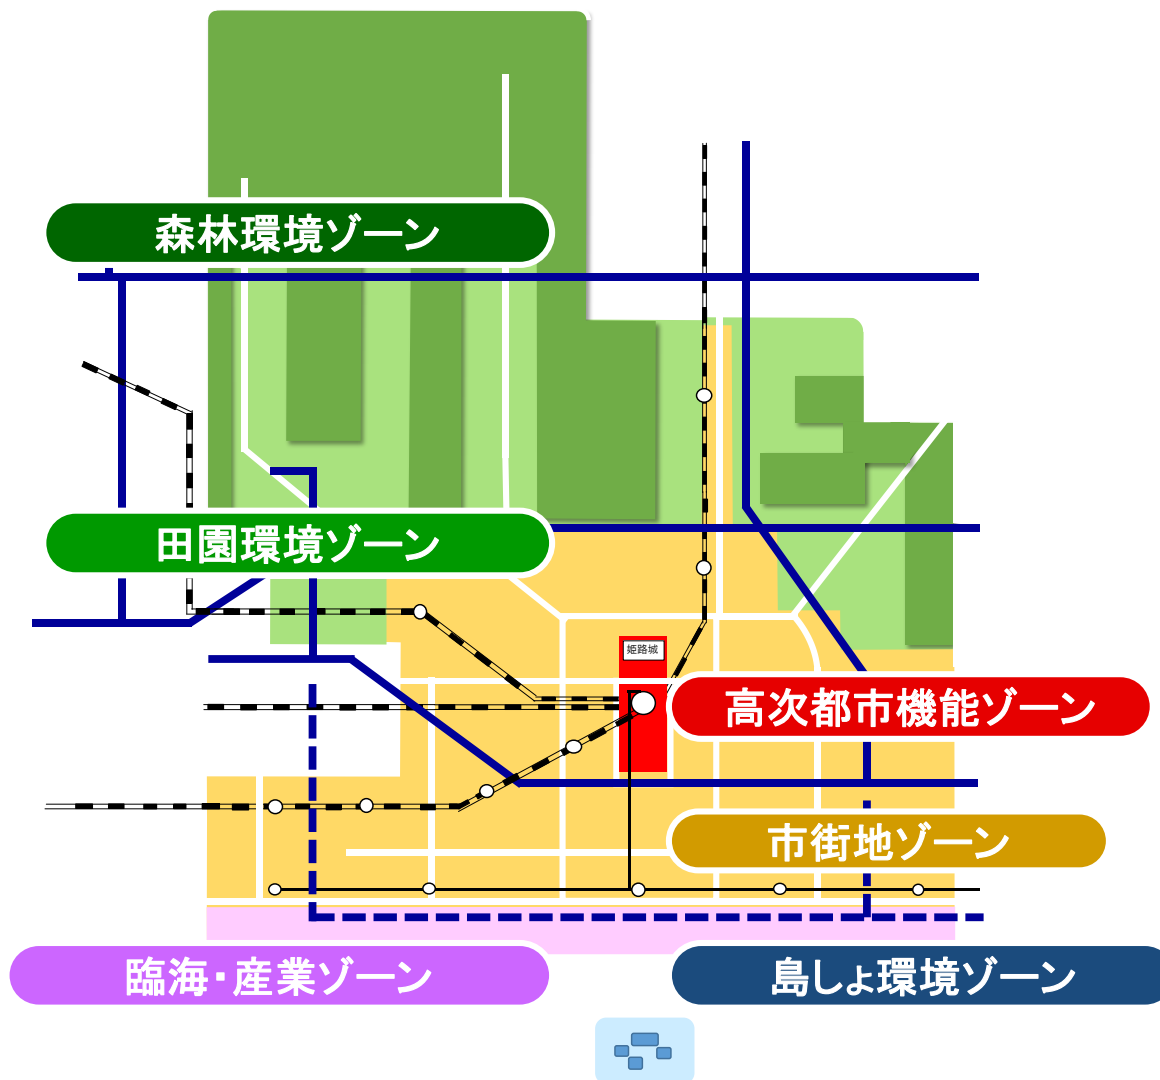 森林環境ゾーン
田園環境ゾーン
姫路城
高次都市機能ゾーン
市街地ゾーン
臨海・産業ゾーン
島しょ環境ゾーン